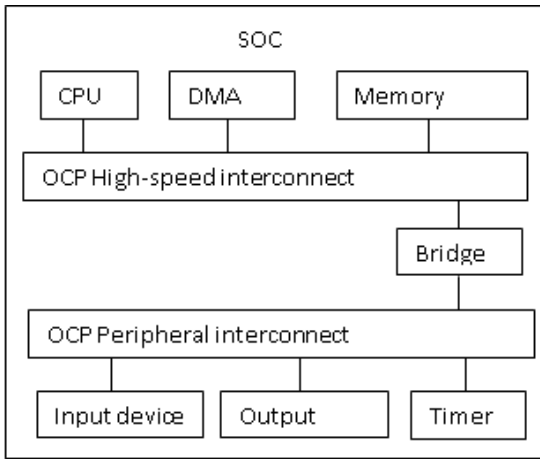 SOC
CPU DMA Memory
OCP High-speed interconnect
Bridge
OCP Peripheral interconnect
Input device Output Timer